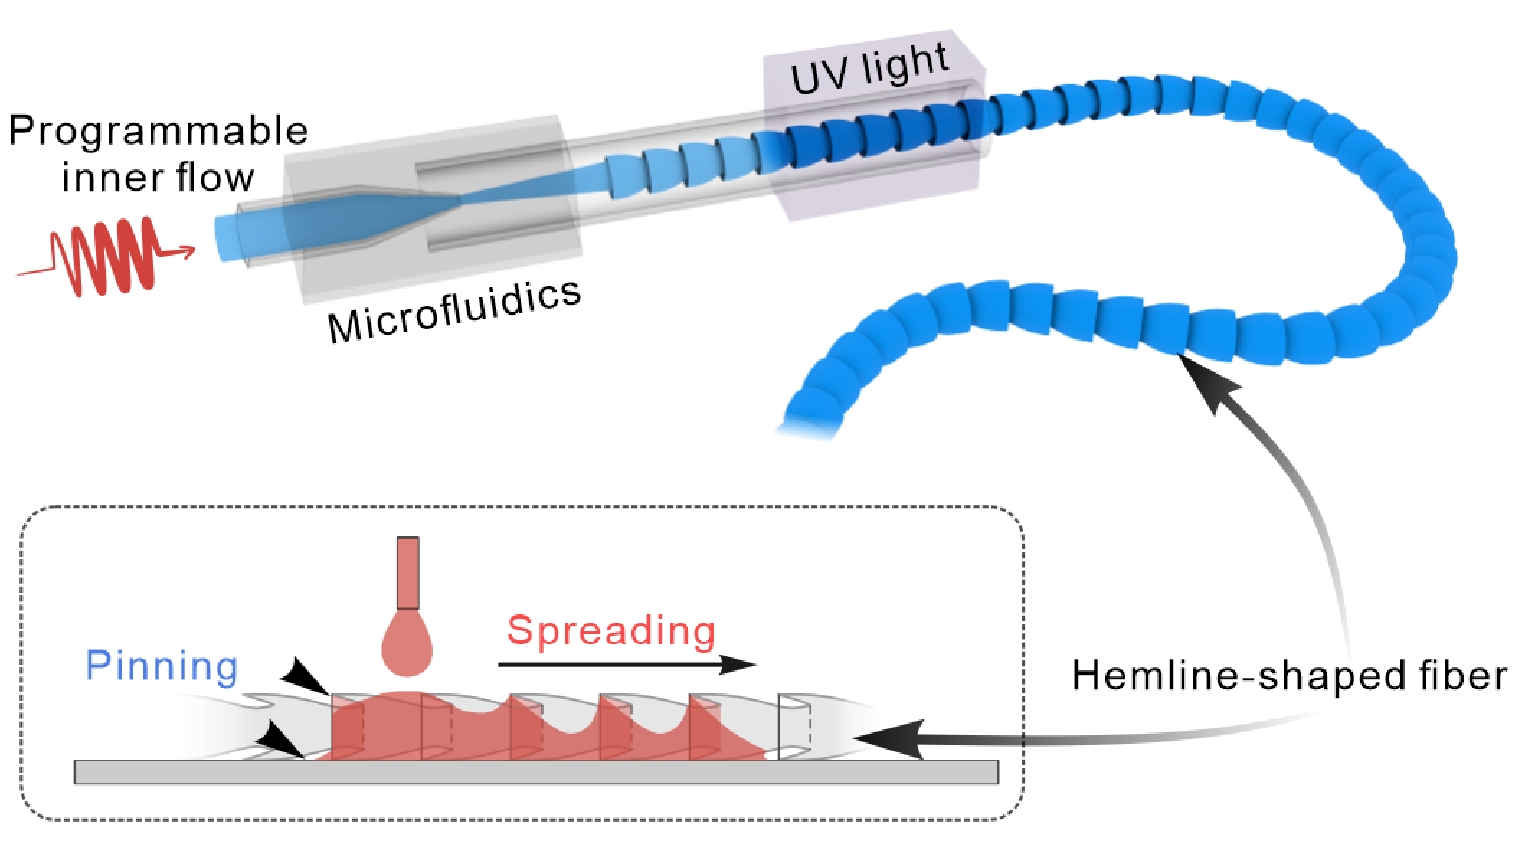 Programmable
inner flow
UV light
Microfluidics
Pinning
Spreading
Hemline-shaped fiber